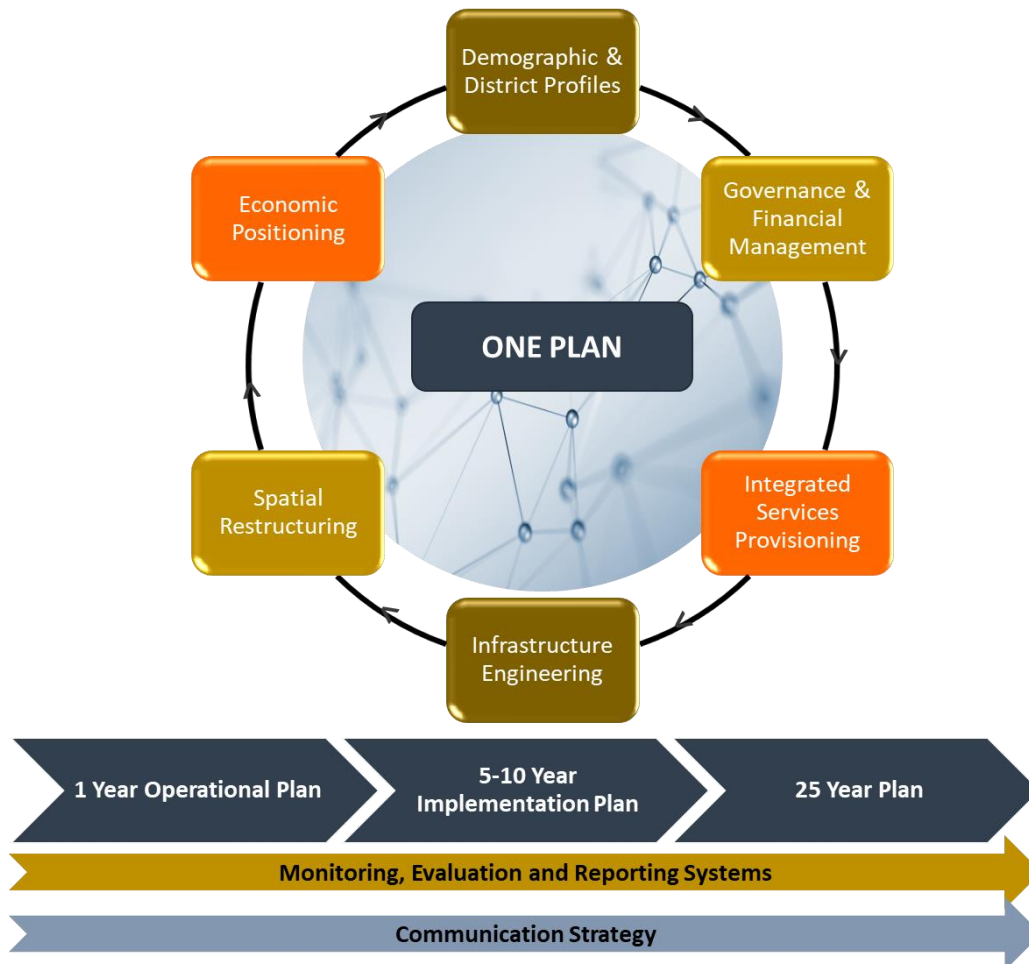 Demographic &
District Profiles
Economic
Positioning
Governance &
Financial
Management
ONE PLAN
Spatial
Restructuring
Integrated
Services
Provisioning
Infrastructure
Engineering
1 Year Operational Plan
5-10 Year
Implementation Plan
25 Year Plan
Monitoring, Evaluation and Reporting Systems
Communication Strategy